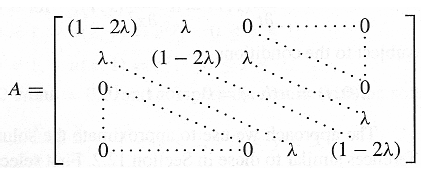 (1 − 2λ) λ 0 0
λ (1 − 2λ) λ
A = 0 0
λ
0 0 λ (1 − 2λ)